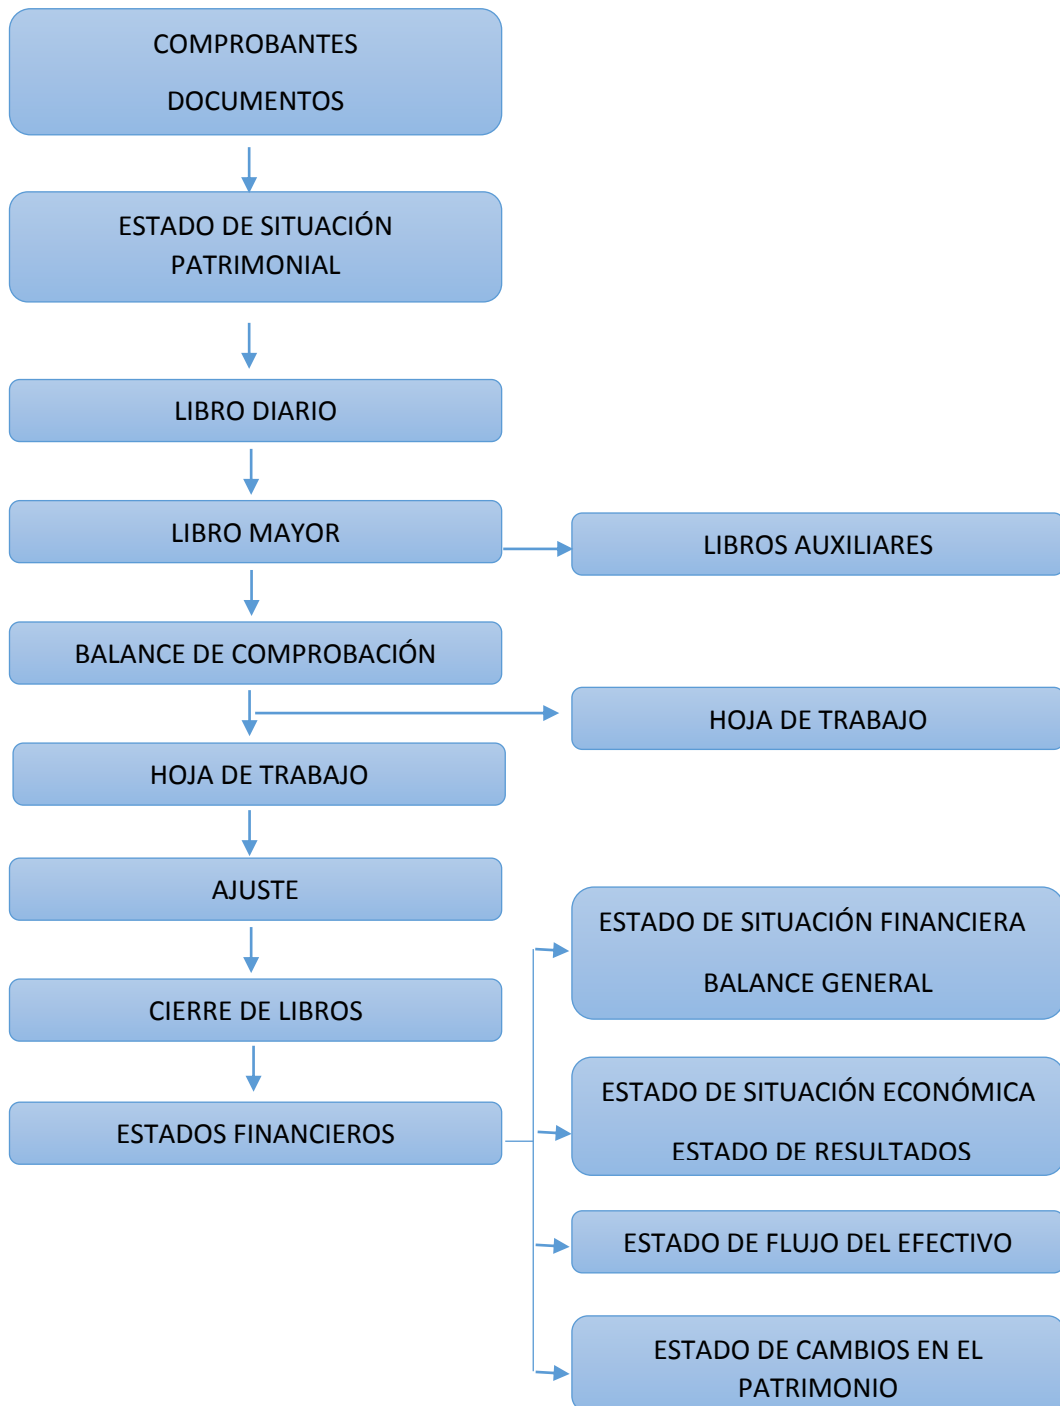 COMPROBANTES
DOCUMENTOS
ESTADO DE SITUACIÓN
PATRIMONIAL
LIBRO DIARIO
LIBRO MAYOR
LIBROS AUXILIARES
BALANCE DE COMPROBACIÓN
HOJA DE TRABAJO
HOJA DE TRABAJO
AJUSTE
ESTADO DE SITUACIÓN FINANCIERA
BALANCE GENERAL
CIERRE DE LIBROS
ESTADO DE SITUACIÓN ECONÓMICA
ESTADO DE RESULTADOS
ESTADOS FINANCIEROS
ESTADO DE FLUJO DEL EFECTIVO
ESTADO DE CAMBIOS EN EL
PATRIMONIO